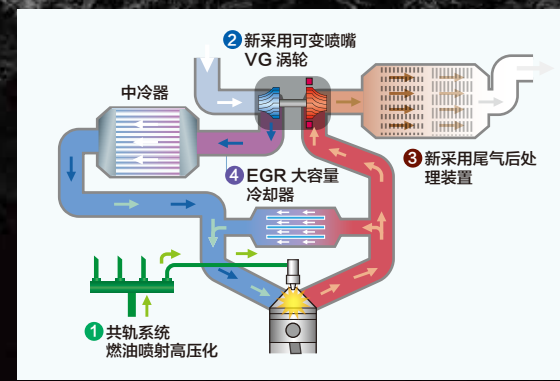 2 新采用可变喷嘴
VG 涡轮
中冷器
3 新采用尾气后处
理装置
4 EGR 大容量
冷却器
1 共轨系统
燃油喷射高压化